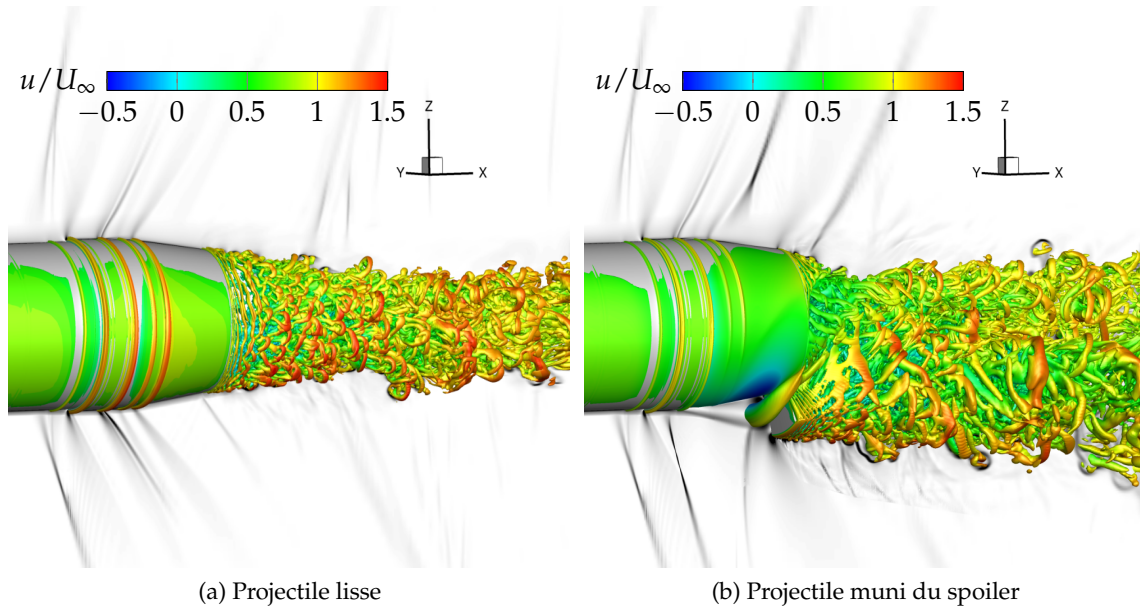 u/U∞
−0.5 0 0.5 1 1.5
Z
Y X
(a) Projectile lisse
u/U∞
−0.5 0 0.5 1 1.5
Z
Y X
(b) Projectile muni du spoiler